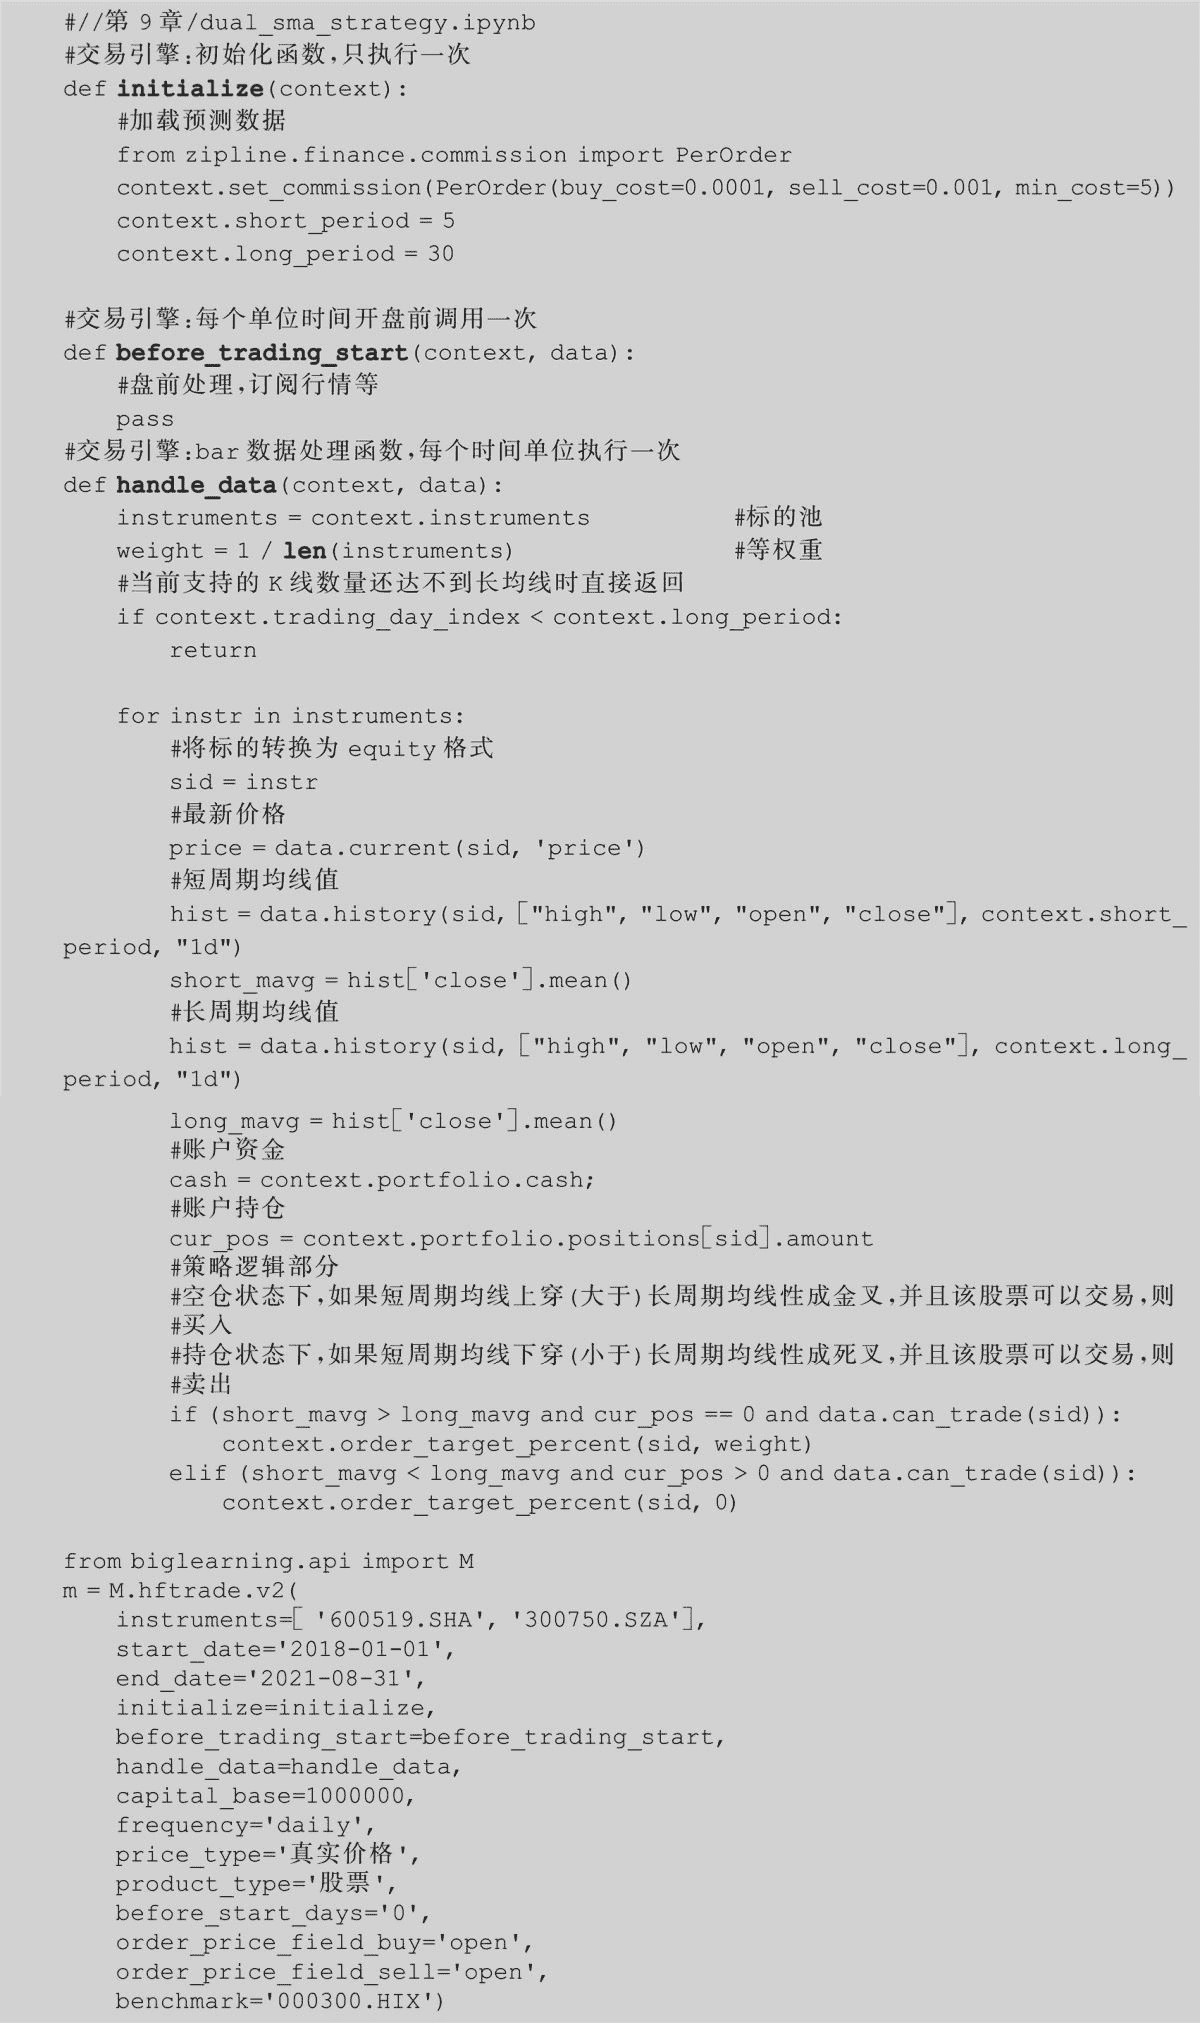 #//第 9 章/dual_sma_strategy.ipynb
#交易引擎:初始化函数,只执行一次
def initialize(context):
    #加载预测数据
    from zipline.finance.commission import PerOrder
    context.set_commission(PerOrder(buy_cost=0.0001, sell_cost=0.001, min_cost=5))
    context.short_period = 5
    context.long_period = 30

#交易引擎:每个单位时间开盘前调用一次
def before_trading_start(context, data):
    #盘前处理,订阅行情等
    pass
#交易引擎:bar 数据处理函数,每个时间单位执行一次
def handle_data(context, data):
    instruments = context.instruments          #标的池
    weight = 1 / len(instruments)              #等权重
    #当前支持的 K 线数量还达不到长均线时直接返回
    if context.trading_day_index < context.long_period:
        return

    for instr in instruments:
        #将标的转换为 equity 格式
        sid = instr
        #最新价格
        price = data.current(sid, 'price')
        #短周期均线值
        hist = data.history(sid, ["high", "low", "open", "close"], context.short_
period, "1d")
        short_mavg = hist['close'].mean()
        #长周期均线值
        hist = data.history(sid, ["high", "low", "open", "close"], context.long_
period, "1d")
        long_mavg = hist['close'].mean()
        #账户资金
        cash = context.portfolio.cash;
        #账户持仓
        cur_pos = context.portfolio.positions[sid].amount
        #策略逻辑部分
        #空仓状态下,如果短周期均线上穿(大于)长周期均线性成金叉,并且该股票可以交易,则
        #买入
        #持仓状态下,如果短周期均线下穿(小于)长周期均线性成死叉,并且该股票可以交易,则
        #卖出
        if (short_mavg > long_mavg and cur_pos == 0 and data.can_trade(sid)):
            context.order_target_percent(sid, weight)
        elif (short_mavg < long_mavg and cur_pos > 0 and data.can_trade(sid)):
            context.order_target_percent(sid, 0)

from biglearning.api import M
m = M.hftrade.v2(
    instruments=[ '600519.SHA', '300750.SZA'],
    start_date='2018-01-01',
    end_date='2021-08-31',
    initialize=initialize,
    before_trading_start=before_trading_start,
    handle_data=handle_data,
    capital_base=1000000,
    frequency='daily',
    price_type='真实价格',
    product_type='股票',
    before_start_days='0',
    order_price_field_buy='open',
    order_price_field_sell='open',
    benchmark='000300.HIX')